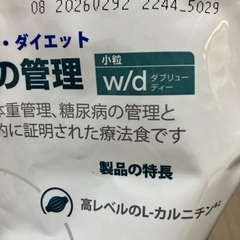 08 2026 0292 2244_5029
・ダイエット
の管理 小粒 w/d ダブリュー ディー
体重管理、糖尿病の管理と
的に証明された療法食です
製品の特長
高レベルのL-カルニチン